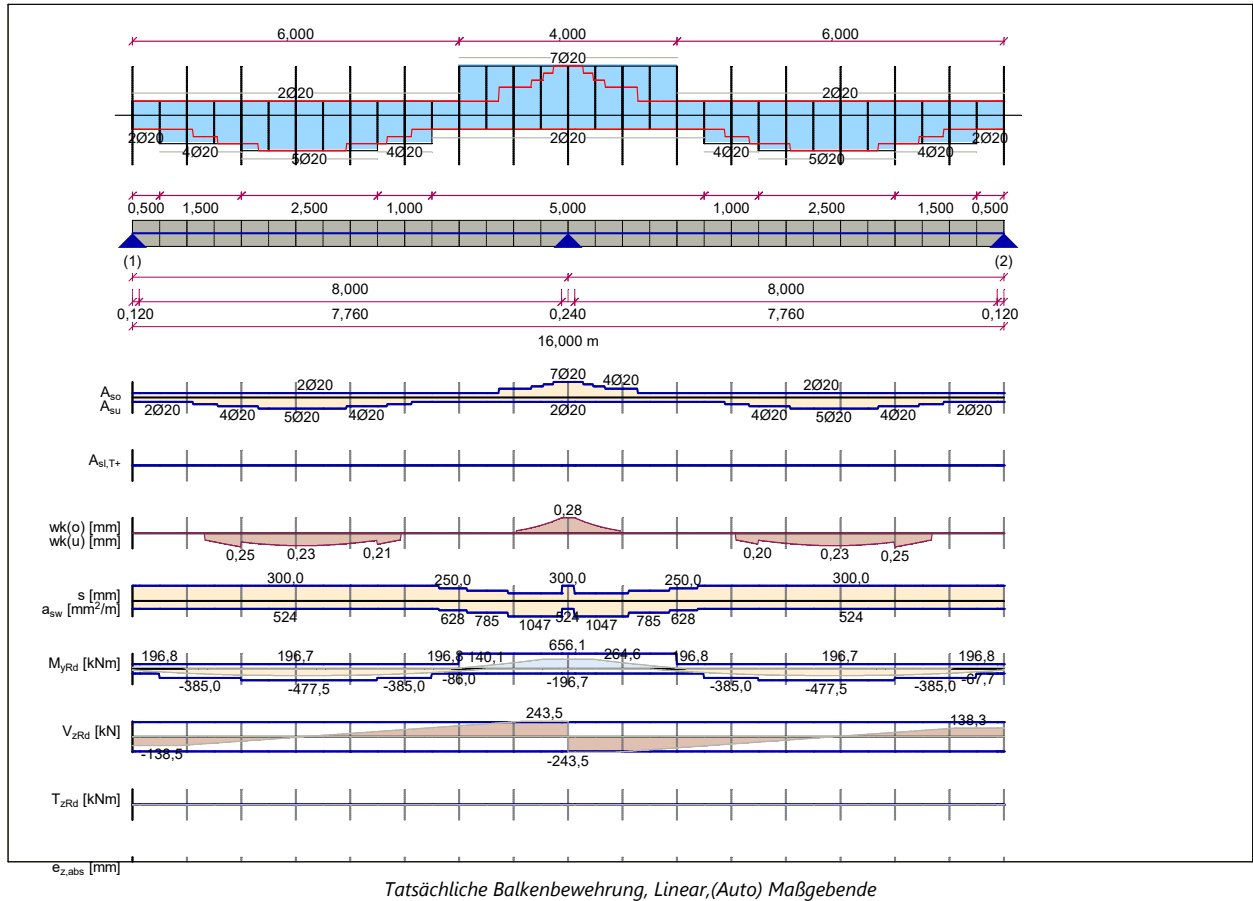 6,000 4,000 6,000
7Ø20
2Ø20 2Ø20
2Ø20 2Ø20 2Ø20
4Ø20 4Ø20 4Ø20 4Ø20
5Ø20 5Ø20
0,500 1,500 2,500 1,000 5,000 1,000 2,500 1,500 0,500
(1) (2)
8,000 8,000
0,120 7,760 0,240 7,760 0,120
16,000 m
7Ø20
2Ø20 4Ø20 2Ø20
Aso
Asu
2Ø20 4Ø20 5Ø20 4Ø20 2Ø20 4Ø20 5Ø20 4Ø20 2Ø20
Asl,T+
0,28
wk(o) [mm]
wk(u) [mm]
0,25 0,23 0,21 0,20 0,23 0,25
300,0 250,0 300,0 250,0 300,0
s [mm]
asw [mm²/m]
524 628 785 1047 524 1047 785 628 524
656,1
196,8 196,7 196,8 140,1 264,6 196,8 196,7 196,8
MyRd [kNm]
-385,0 -477,5 -385,0 -86,0 -196,7 -385,0 -477,5 -385,0 -67,7
243,5 138,3
VzRd [kN]
-138,5 -243,5
TzRd [kNm]
ez,abs [mm]
Tatsächliche Balkenbewehrung, Linear,(Auto) Maßgebende